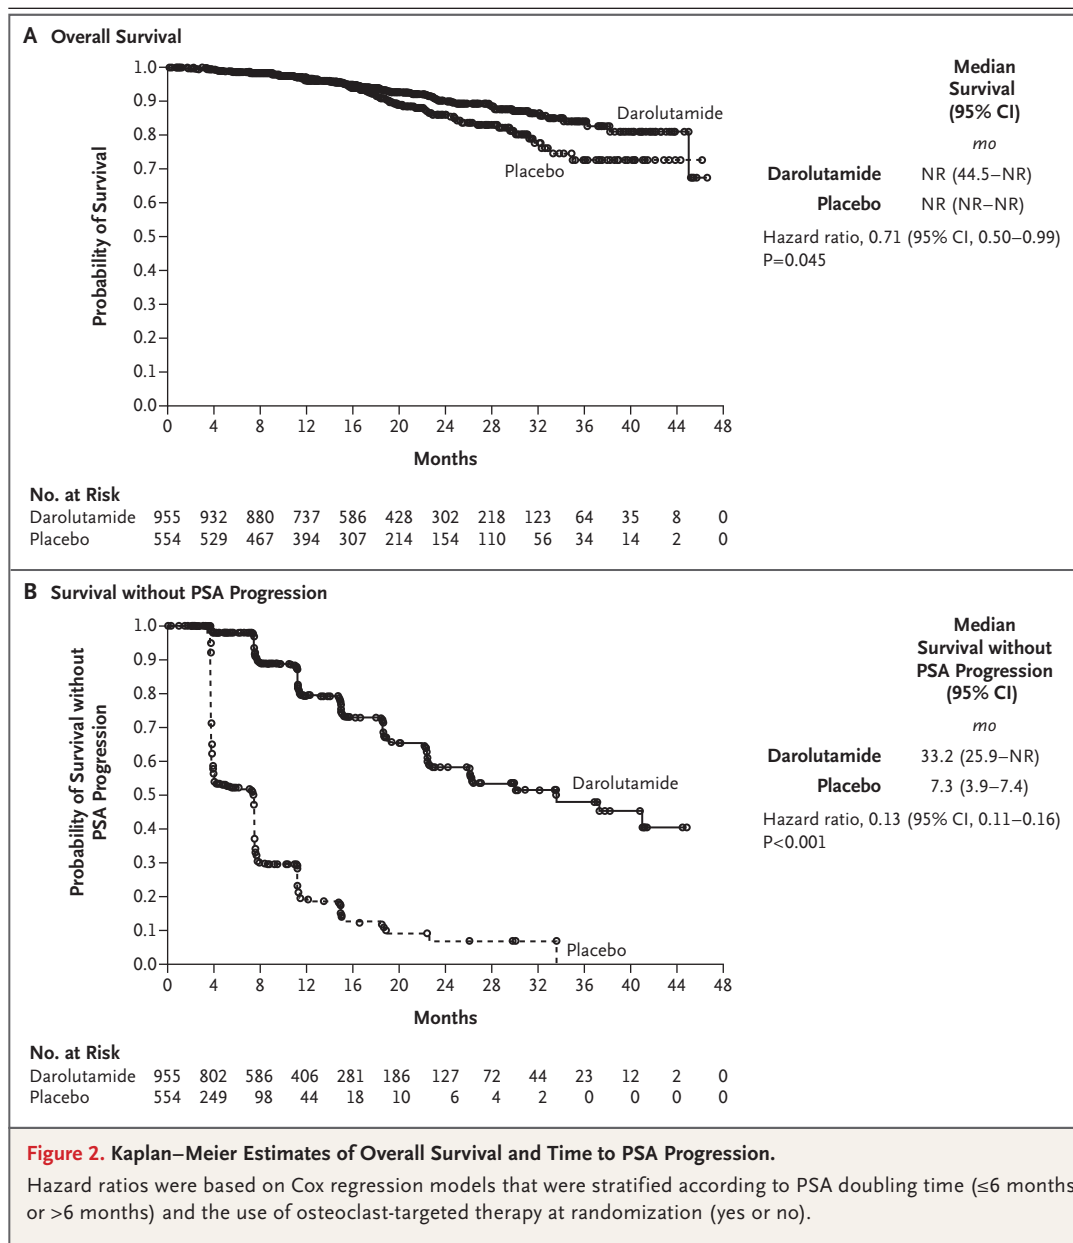 A Overall Survival
Probability of Survival
1.0
0.9
0.8
0.7
0.6
0.5
0.4
0.3
0.2
0.1
0.0
Darolutamide
Placebo
0 4 8 12 16 20 24 28 32 36 40 44 48
Months
Median
Survival
(95% CI)
mo
Darolutamide NR (44.5–NR)
Placebo NR (NR–NR)
Hazard ratio, 0.71 (95% CI, 0.50–0.99)
P=0.045
No. at Risk
Darolutamide 955 932 880 737 586 428 302 218 123 64 35 8 0
Placebo 554 529 467 394 307 214 154 110 56 34 14 2 0
B Survival without PSA Progression
Probability of Survival without
PSA Progression
1.0
0.9
0.8
0.7
0.6
0.5
0.4
0.3
0.2
0.1
0.0
Darolutamide
Placebo
0 4 8 12 16 20 24 28 32 36 40 44 48
Months
Median
Survival without
PSA Progression
(95% CI)
mo
Darolutamide 33.2 (25.9–NR)
Placebo 7.3 (3.9–7.4)
Hazard ratio, 0.13 (95% CI, 0.11–0.16)
P<0.001
No. at Risk
Darolutamide 955 802 586 406 281 186 127 72 44 23 12 2 0
Placebo 554 249 98 44 18 10 6 4 2 0 0 0 0
Figure 2. Kaplan–Meier Estimates of Overall Survival and Time to PSA Progression.
Hazard ratios were based on Cox regression models that were stratified according to PSA doubling time (≤6 months
or >6 months) and the use of osteoclast-targeted therapy at randomization (yes or no).